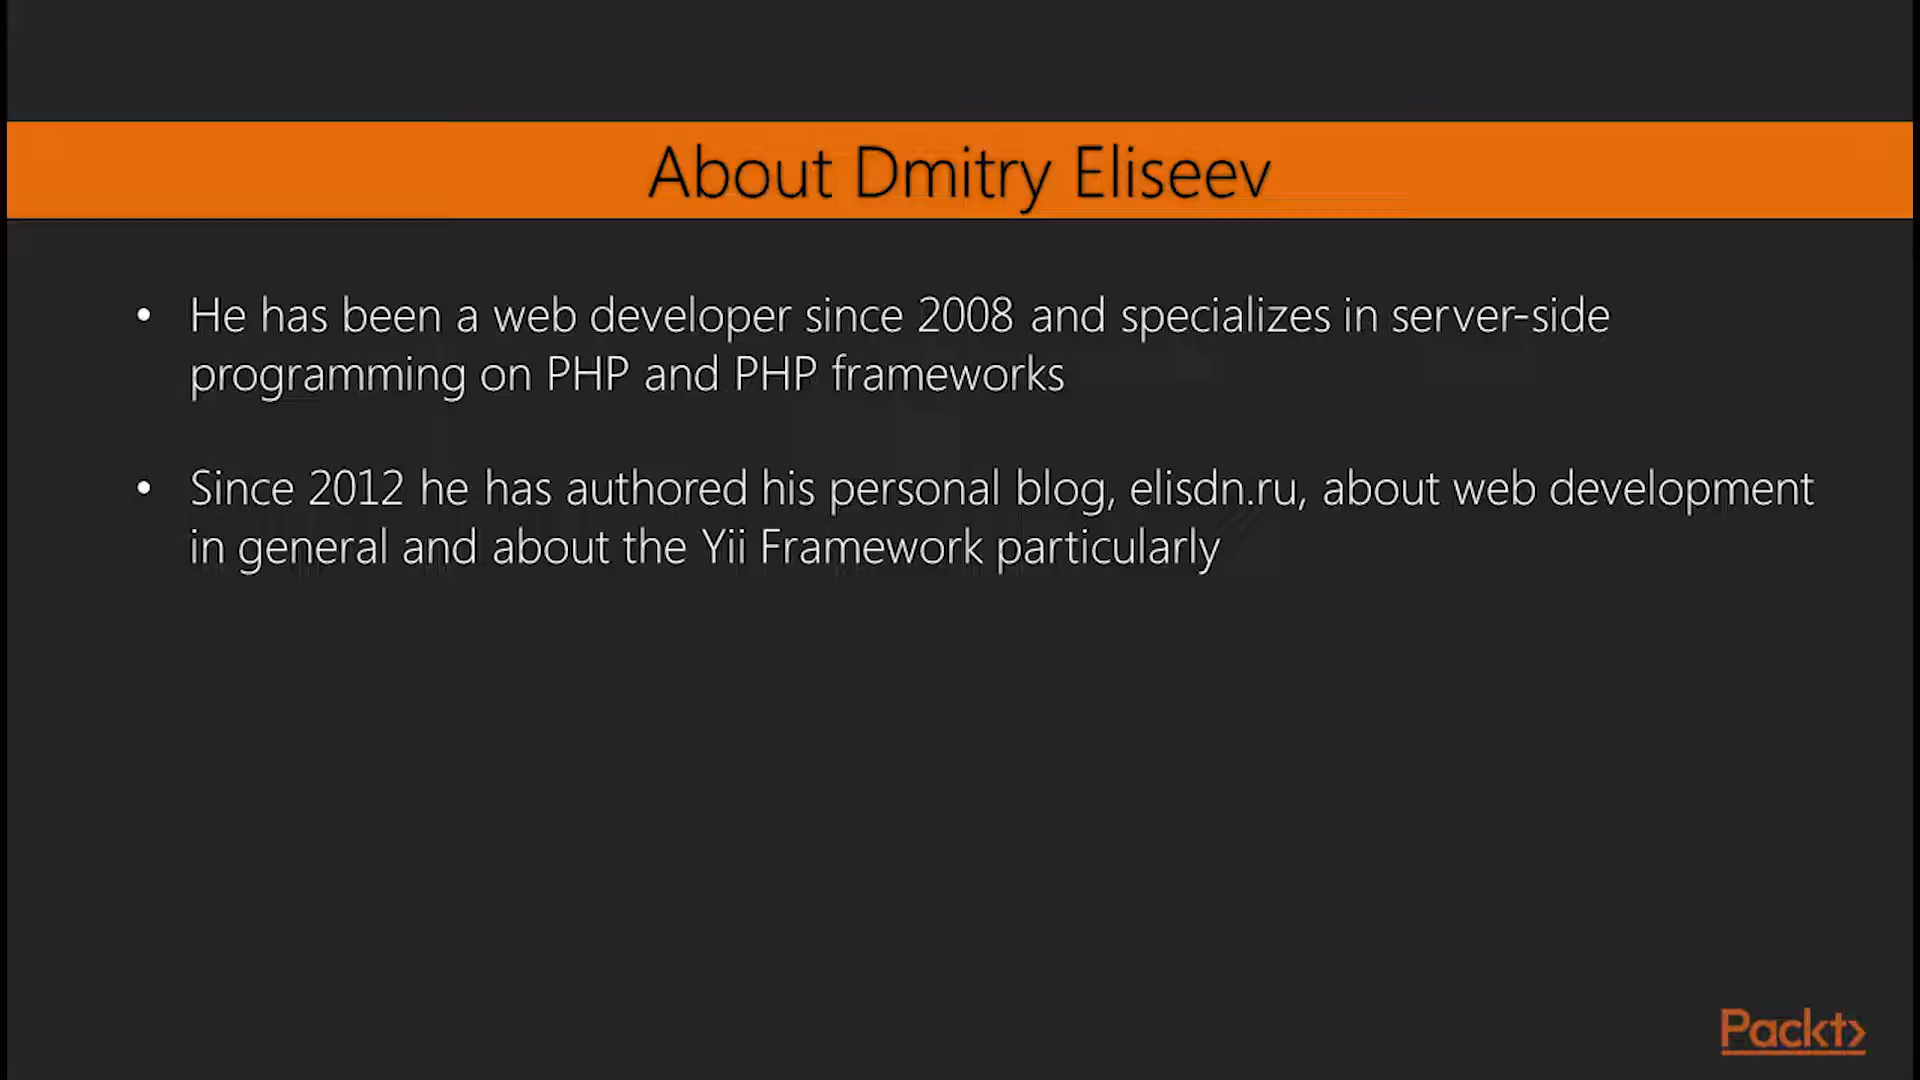 About Dmitry Eliseev
• He has been a web developer since 2008 and specializes in server-side
programming on PHP and PHP frameworks
• Since 2012 he has authored his personal blog, elisdn.ru, about web development
in general and about the Yii Framework particularly
Packt>